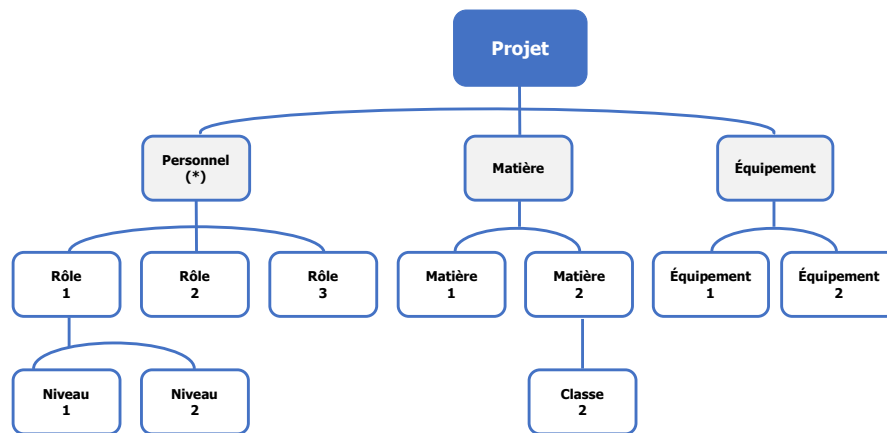 Projet
Personnel
(*)
Matière
Équipement
Rôle
1
Rôle
2
Rôle
3
Matière
1
Matière
2
Équipement
1
Équipement
2
Niveau
1
Niveau
2
Classe
2